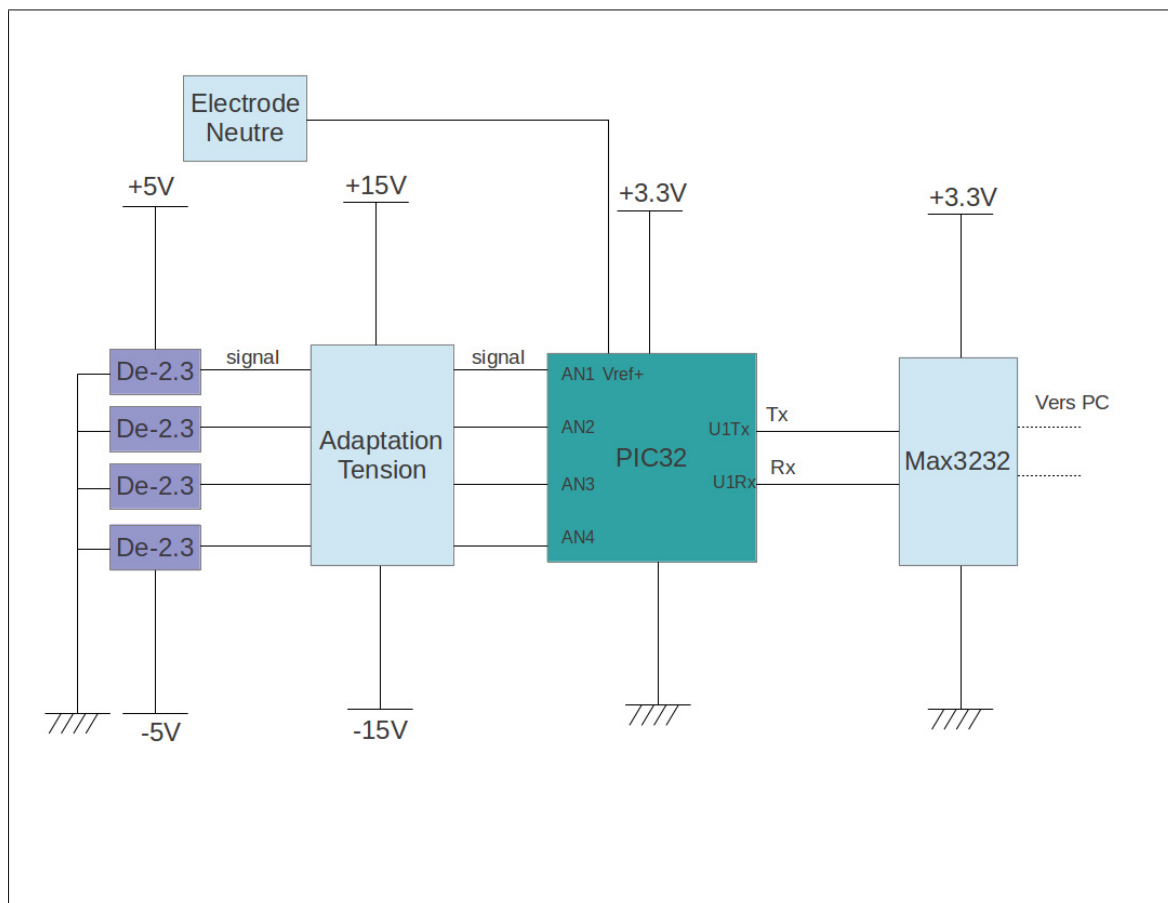 Electrode
Neutre
+5V
+15V
+3.3V
+3.3V
De-2.3
De-2.3
De-2.3
De-2.3
signal
Adaptation
Tension
signal
AN1
Vref+
AN2
AN3
AN4
PIC32
U1Tx
U1Rx
Tx
Rx
Max3232
Vers PC
-5V
-15V